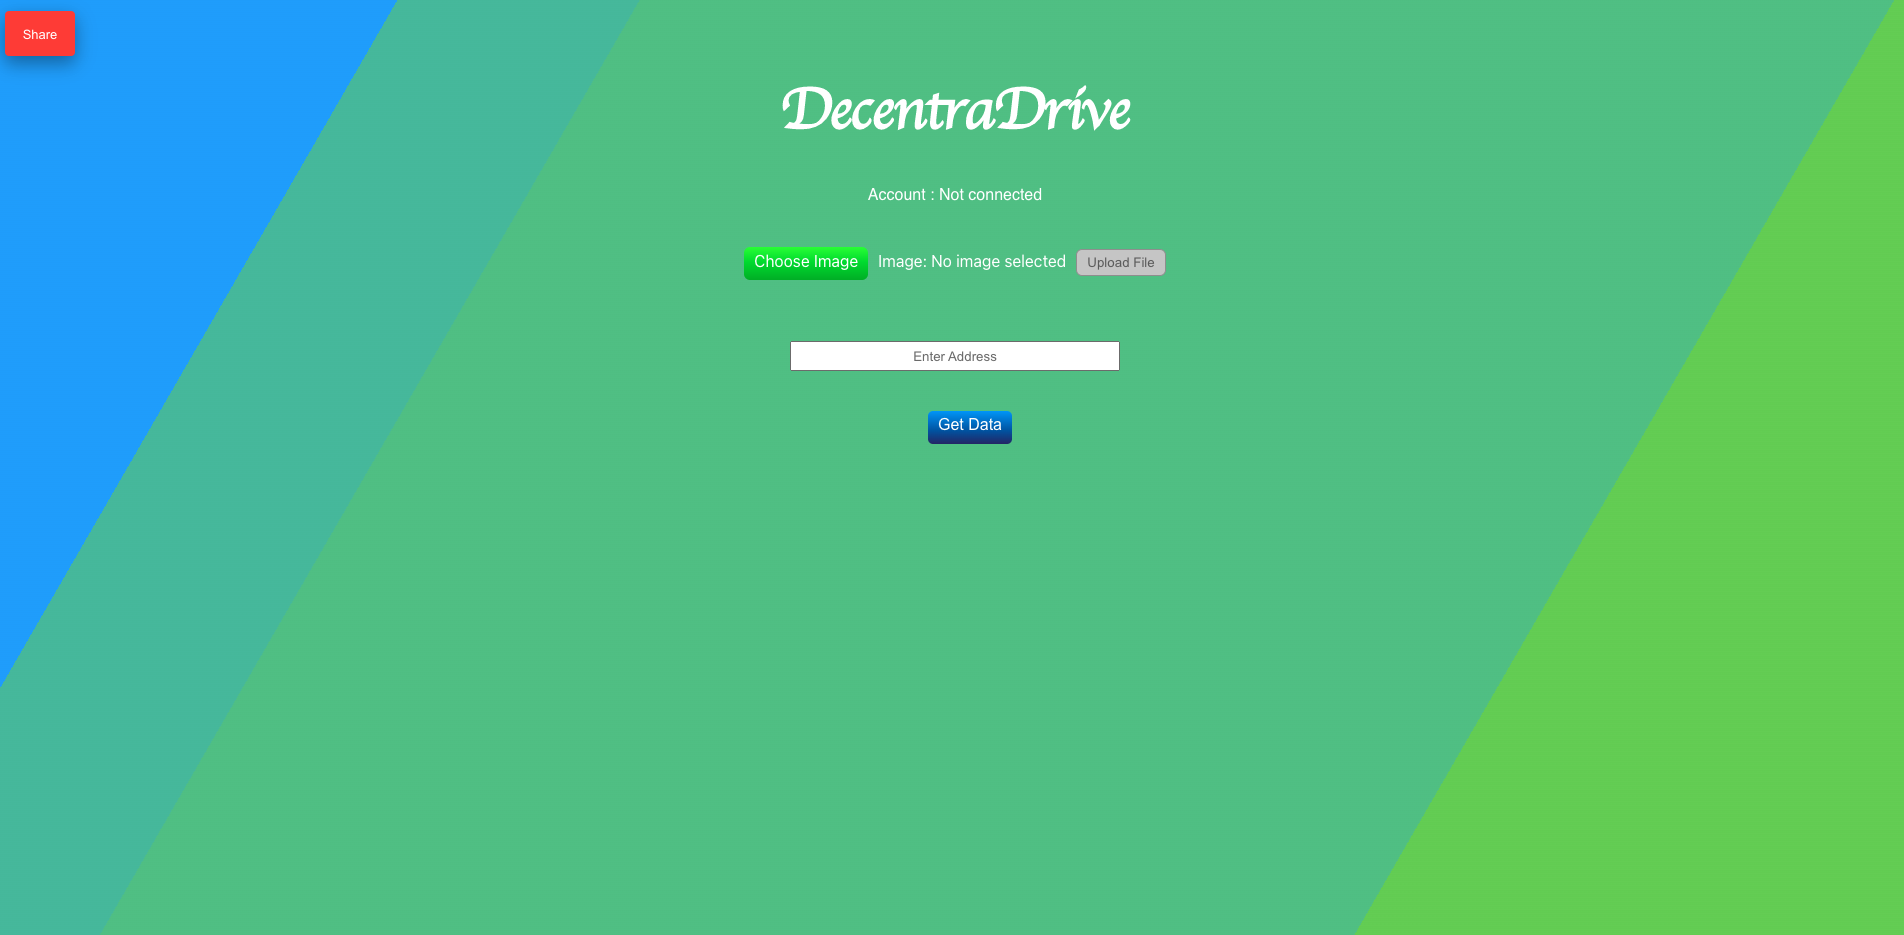 Share
DecentraDrive
Account : Not connected
Choose Image Image: No image selected Upload File
Enter Address
Get Data